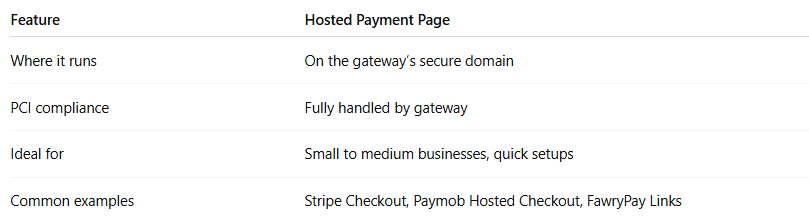 Feature Hosted Payment Page
Where it runs On the gateway's secure domain
PCI compliance Fully handled by gateway
Ideal for Small to medium businesses, quick setups
Common examples Stripe Checkout, Paymob Hosted Checkout, FawryPay Links